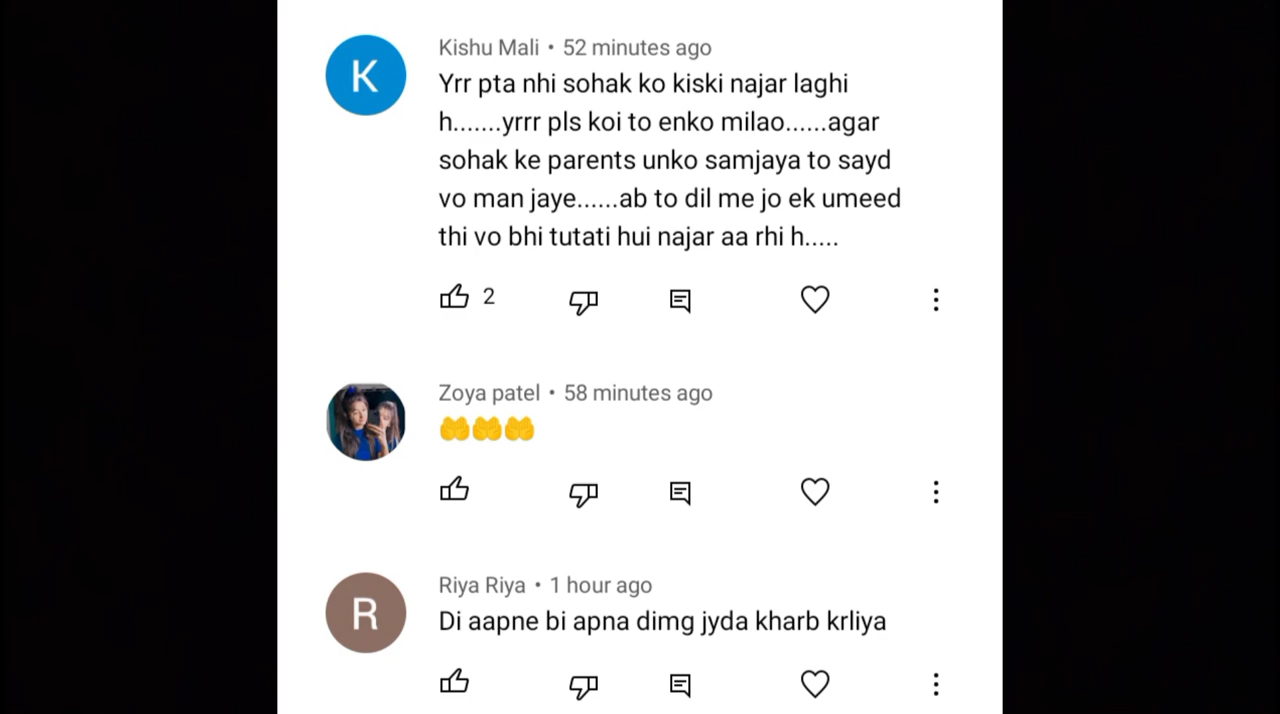 Kishu Mali • 52 minutes ago
Yrr pta nhi sohak ko kiski najar laghi
h.......yrrr pls koi to enko milao......agar
sohak ke parents unko samjaya to sayd
vo man jaye......ab to dil me jo ek umeed
thi vo bhi tutati hui najar aa rhi h.....
2
Zoya patel • 58 minutes ago
🤲🤲🤲
Riya Riya • 1 hour ago
Di aapne bi apna dimg jyda kharb krliya